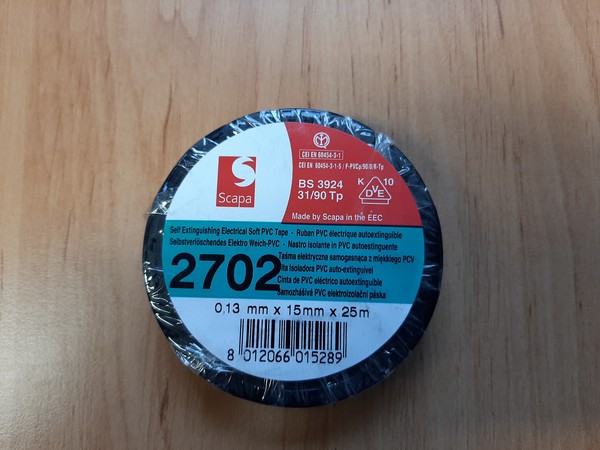 CEI EN 60454-3-1
CEI EN 60454-3-1-5 / F-PVCp/90/0/R-Tp
BS 3924
31/90 Tp
K 10
DVE
Scapa
Made by Scapa in the EEC
Self Extinguishing Electrical Soft PVC Tape - Ruban PVC électrique autoextinguible
Selbstverlöschendes Elektro Weich-PVC - Nastro isolante in PVC autoestinguente
2702
Taśma elektryczna samogasnąca z miękkiego PCV
Fita isoladora PVC auto-extinguível
Cinta de PVC eléctrico autoextinguible
Samozhášivá PVC elektroizolační páska
0,13 mm x 15mm x 25m
8 012066 015289